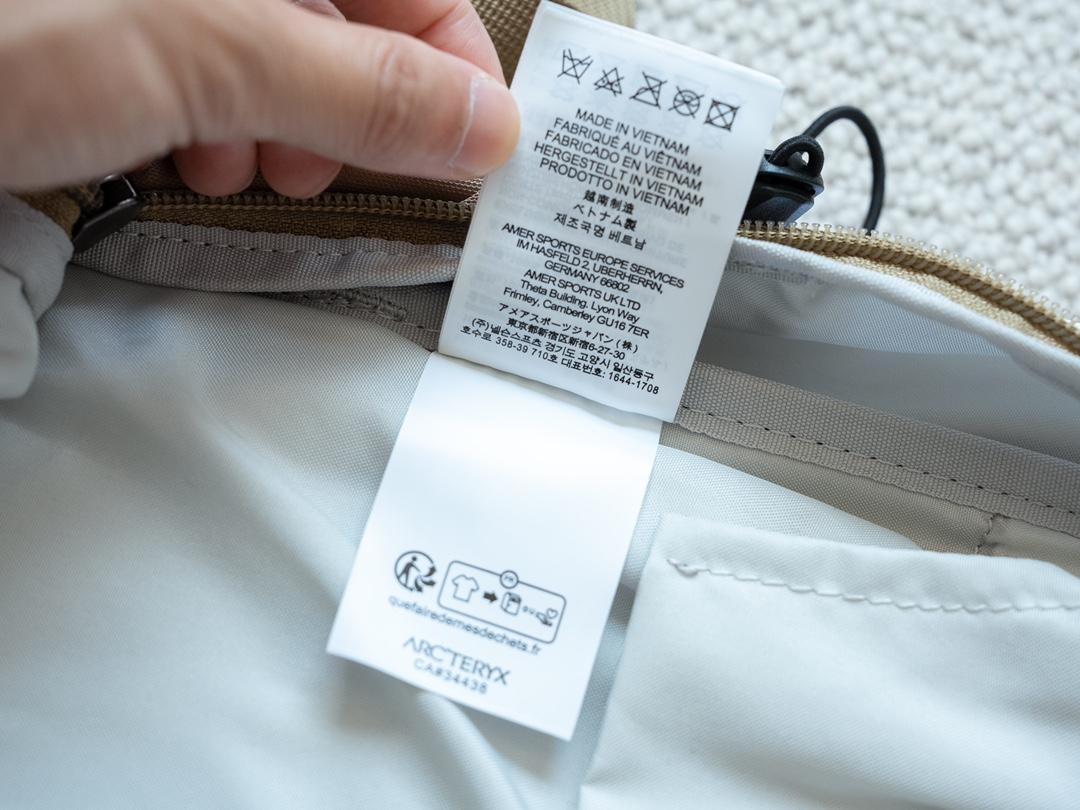 MADE IN VIETNAM
FABRIQUÉ AU VIÊTNAM
FABRICADO EN VIETNAM
HERGESTELLT IN VIETNAM
PRODOTTO IN VIETNAM
越南制造
ベトナム製
제조국명 베트남
AMER SPORTS EUROPE SERVICES
IM HASFELD 2, UBERHERRN,
GERMANY 66802
AMER SPORTS UK LTD
Theta Building. Lyon Way
Frimley, Camberley GU16 7ER
アメアスポーツジャパン (株)
東京都新宿区新宿6-27-30
(주)넬슨스포츠 경기도 고양시 일산동구
호수로 358-39 710호 대표번호: 1644-1708
FR
ou
quefairedemesdechets.fr
ARC'TERYX
CA#34438